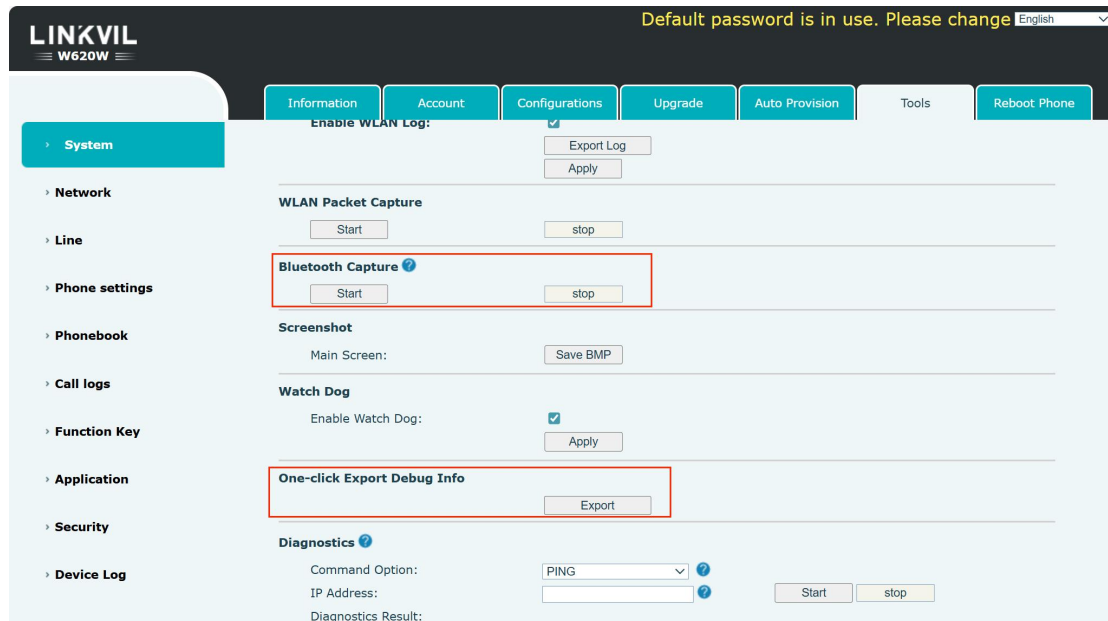 Default password is in use. Please change English
LINKVIL
W620W
Information Account Configurations Upgrade Auto Provision Tools Reboot Phone
System
Network
Line
Phone settings
Phonebook
Call logs
Function Key
Application
Security
Device Log
Enable WLAN Log:
Export Log
Apply
WLAN Packet Capture
Start stop
Bluetooth Capture ?
Start stop
Screenshot
Main Screen: Save BMP
Watch Dog
Enable Watch Dog:
Apply
One-click Export Debug Info
Export
Diagnostics ?
Command Option: PING ?
IP Address: ? Start stop
Diagnostics Result: